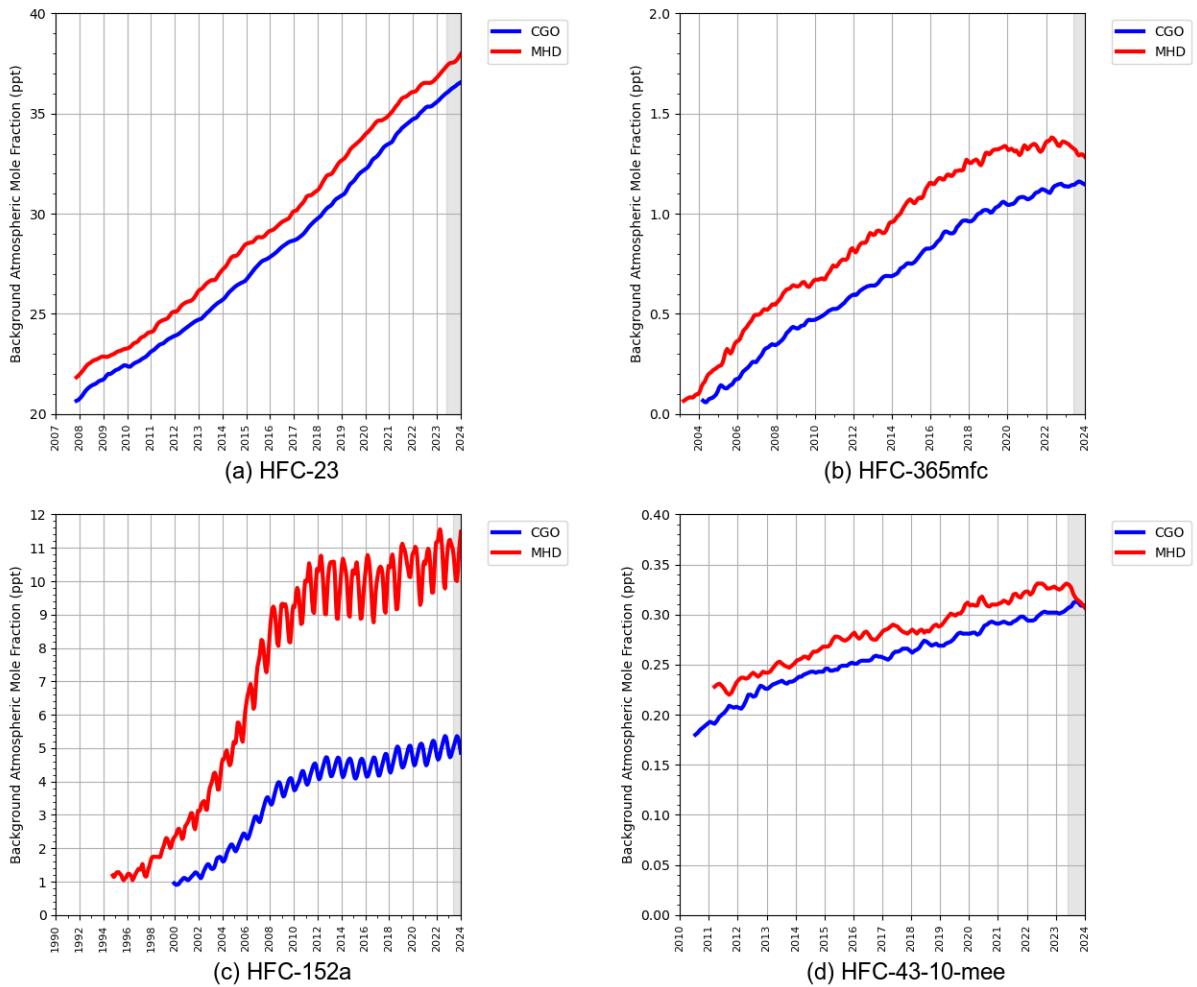 40
35
30
25
20
Background Atmospheric Mole Fraction (ppt)
2007 2008 2009 2010 2011 2012 2013 2014 2015 2016 2017 2018 2019 2020 2021 2022 2023 2024
CGO
MHD
(a) HFC-23
2.0
1.5
1.0
0.5
0.0
Background Atmospheric Mole Fraction (ppt)
2004 2006 2008 2010 2012 2014 2016 2018 2020 2022 2024
CGO
MHD
(b) HFC-365mfc
12
11
10
9
8
7
6
5
4
3
2
1
0
Background Atmospheric Mole Fraction (ppt)
1990 1992 1994 1996 1998 2000 2002 2004 2006 2008 2010 2012 2014 2016 2018 2020 2022 2024
CGO
MHD
(c) HFC-152a
0.40
0.35
0.30
0.25
0.20
0.15
0.10
0.05
0.00
Background Atmospheric Mole Fraction (ppt)
2010 2011 2012 2013 2014 2015 2016 2017 2018 2019 2020 2021 2022 2023 2024
CGO
MHD
(d) HFC-43-10-mee